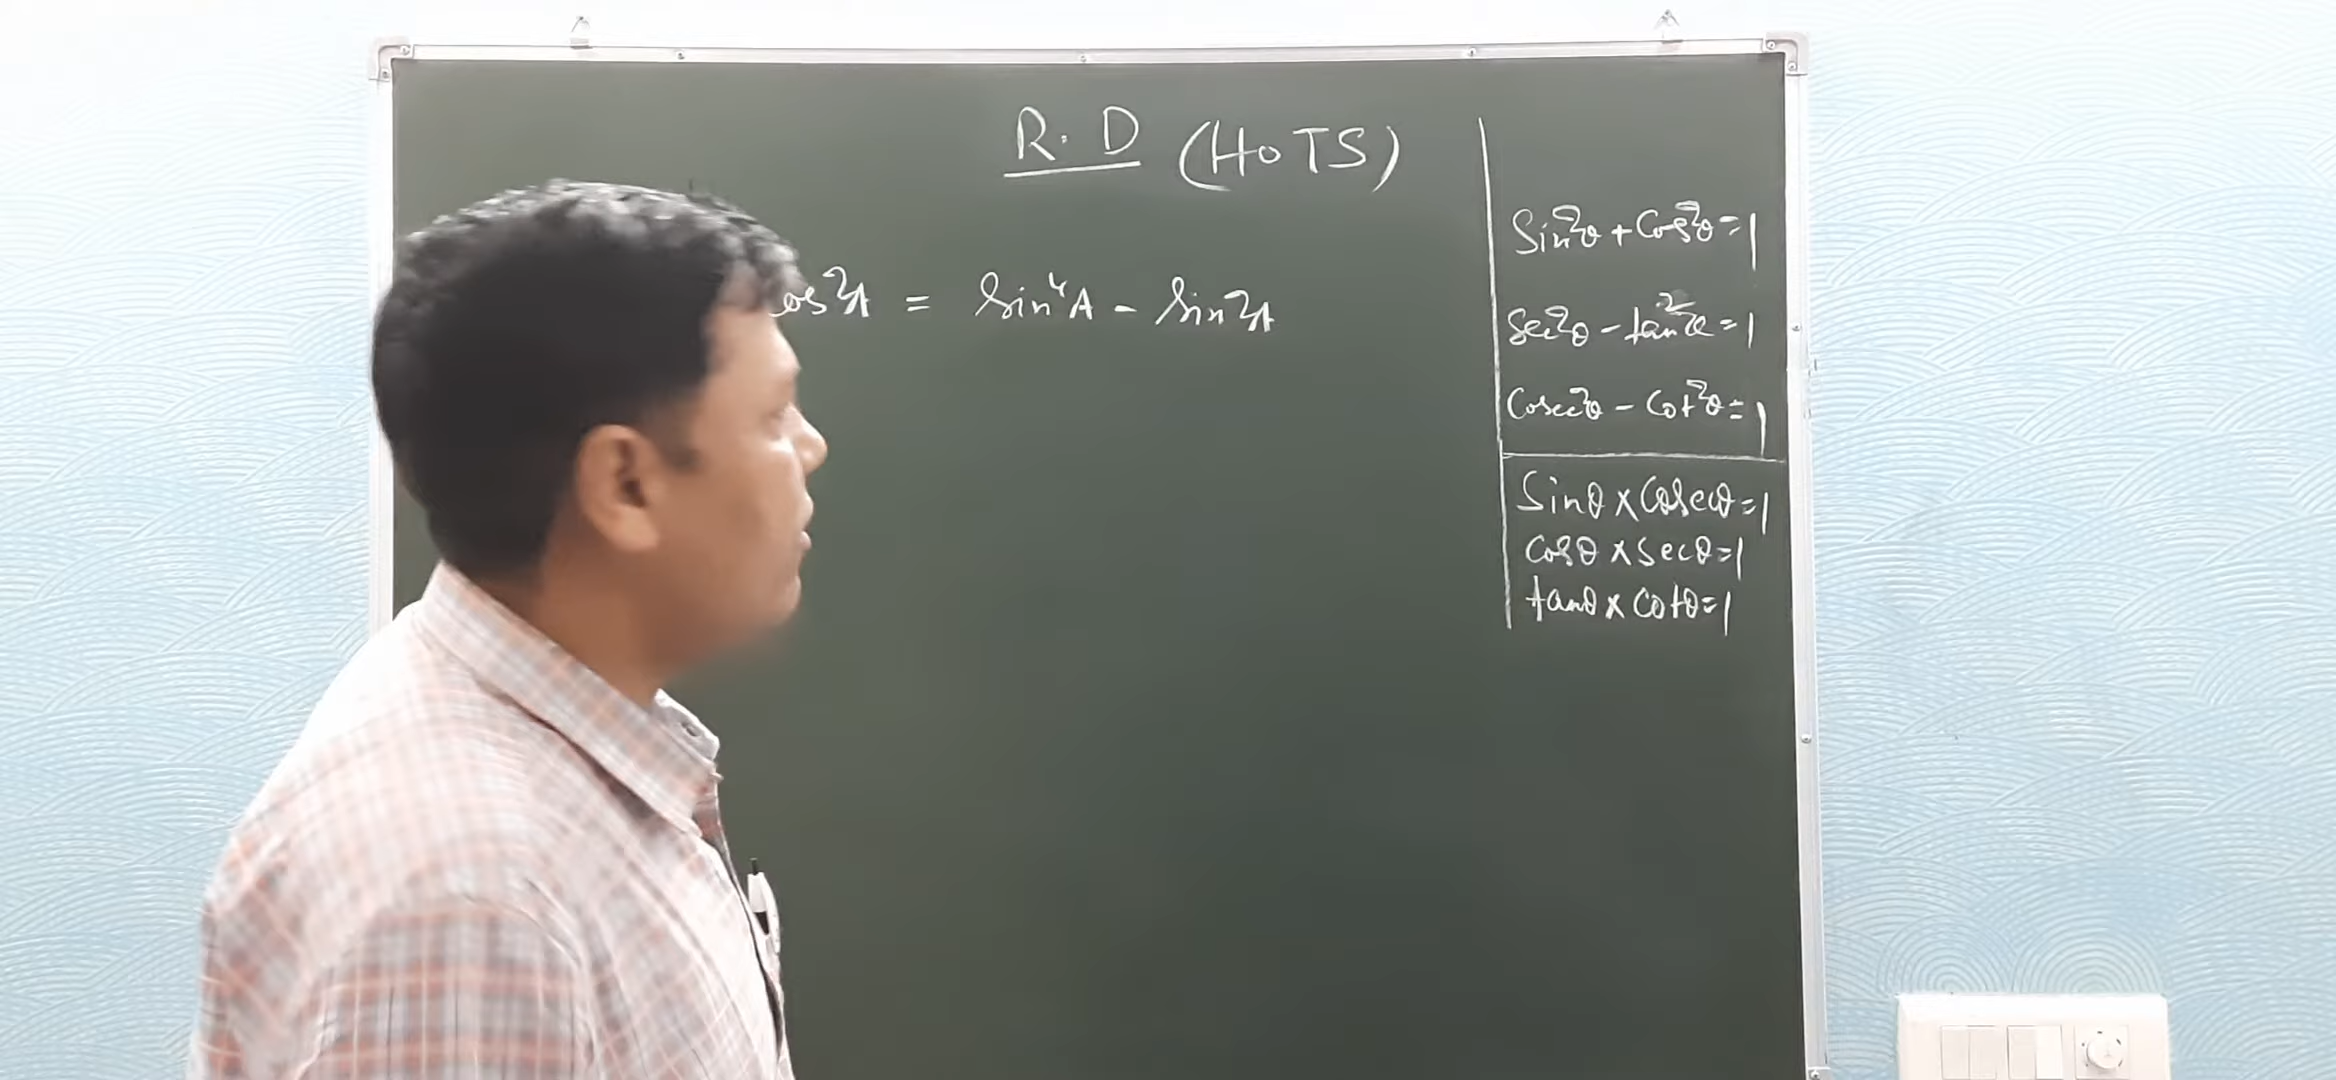 R.D (HOTS)
cos²A = sin⁴A - sin²A
sin²θ + cos²θ = 1
sec²θ - tan²θ = 1
cosec²θ - cot²θ = 1
sinθ × cosecθ = 1
cosθ × secθ = 1
tanθ × cotθ = 1